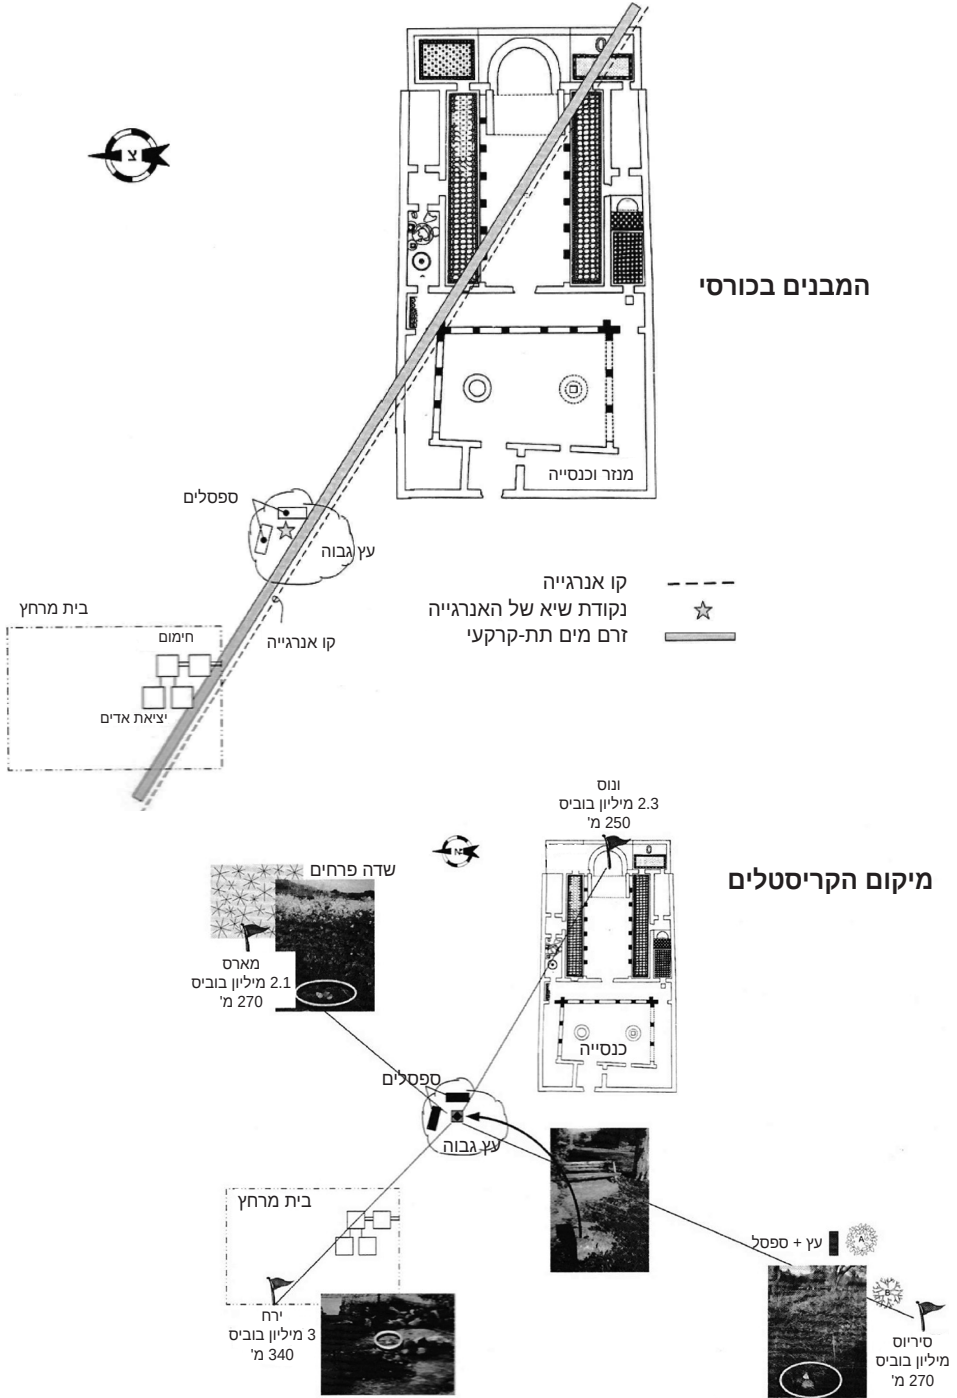 המבנים בכורסי
מנזר וכנסייה
ספסלים
עץ גבוה
קו אנרגייה
נקודת שיא של האנרגייה
זרם מים תת-קרקעי
בית מרחץ
חימום
קו אנרגייה
יציאת אדים
צ
ונוס
2.3 מיליון בוביס
250 מ'
מיקום הקריסטלים
שדה פרחים
מארס
2.1 מיליון בוביס
270 מ'
כנסייה
ספסלים
עץ גבוה
בית מרחץ
עץ + ספסל
A
B
ירח
3 מיליון בוביס
340 מ'
סיריוס
מיליון בוביס
270 מ'